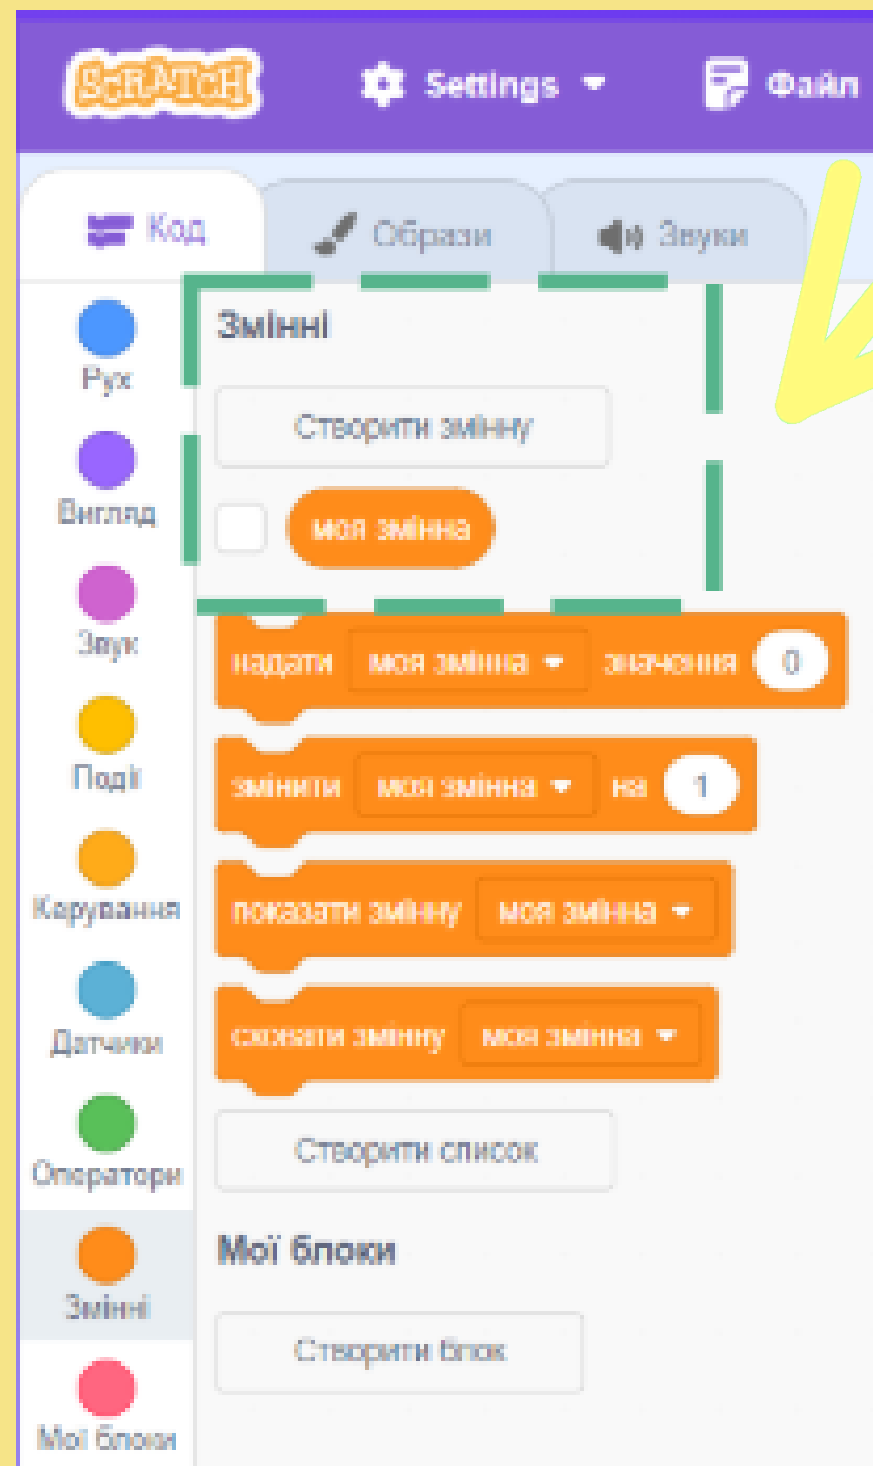 SCRATCH Settings Файл
Код Образи Звуки
Рух
Вигляд
Звук
Події
Керування
Датчики
Оператори
Змінні
Мої блоки
Змінні
Створити змінну
моя змінна
надати моя змінна значення 0
змінити моя змінна на 1
показати змінну моя змінна
сховати змінну моя змінна
Створити список
Мої блоки
Створити блок